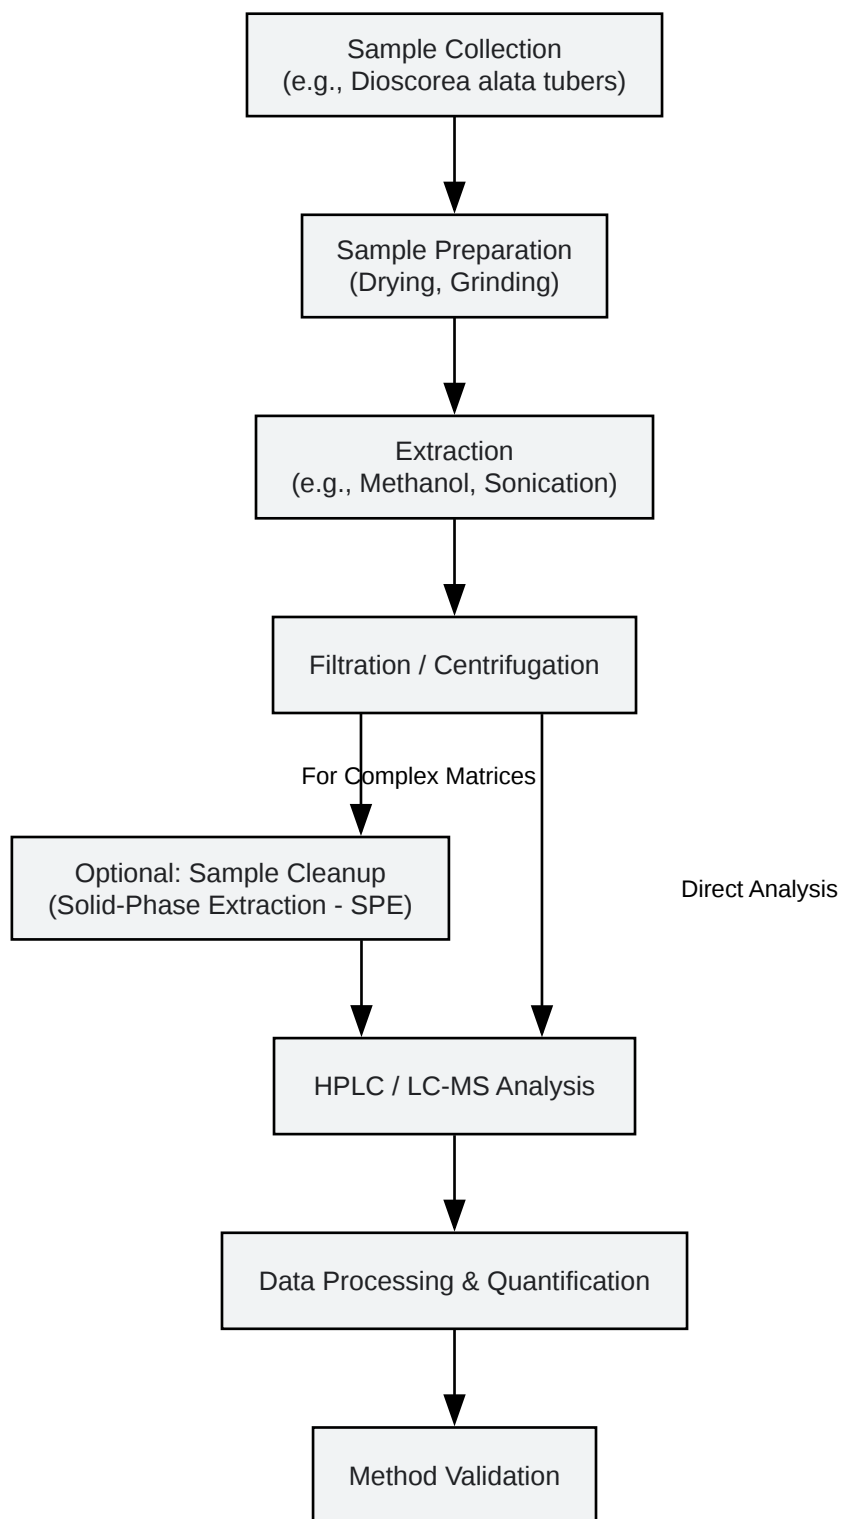 Sample Collection
(e.g., Dioscorea alata tubers)
Sample Preparation
(Drying, Grinding)
Extraction
(e.g., Methanol, Sonication)
Filtration / Centrifugation
For Complex Matrices
Optional: Sample Cleanup
(Solid-Phase Extraction - SPE)
Direct Analysis
HPLC / LC-MS Analysis
Data Processing & Quantification
Method Validation